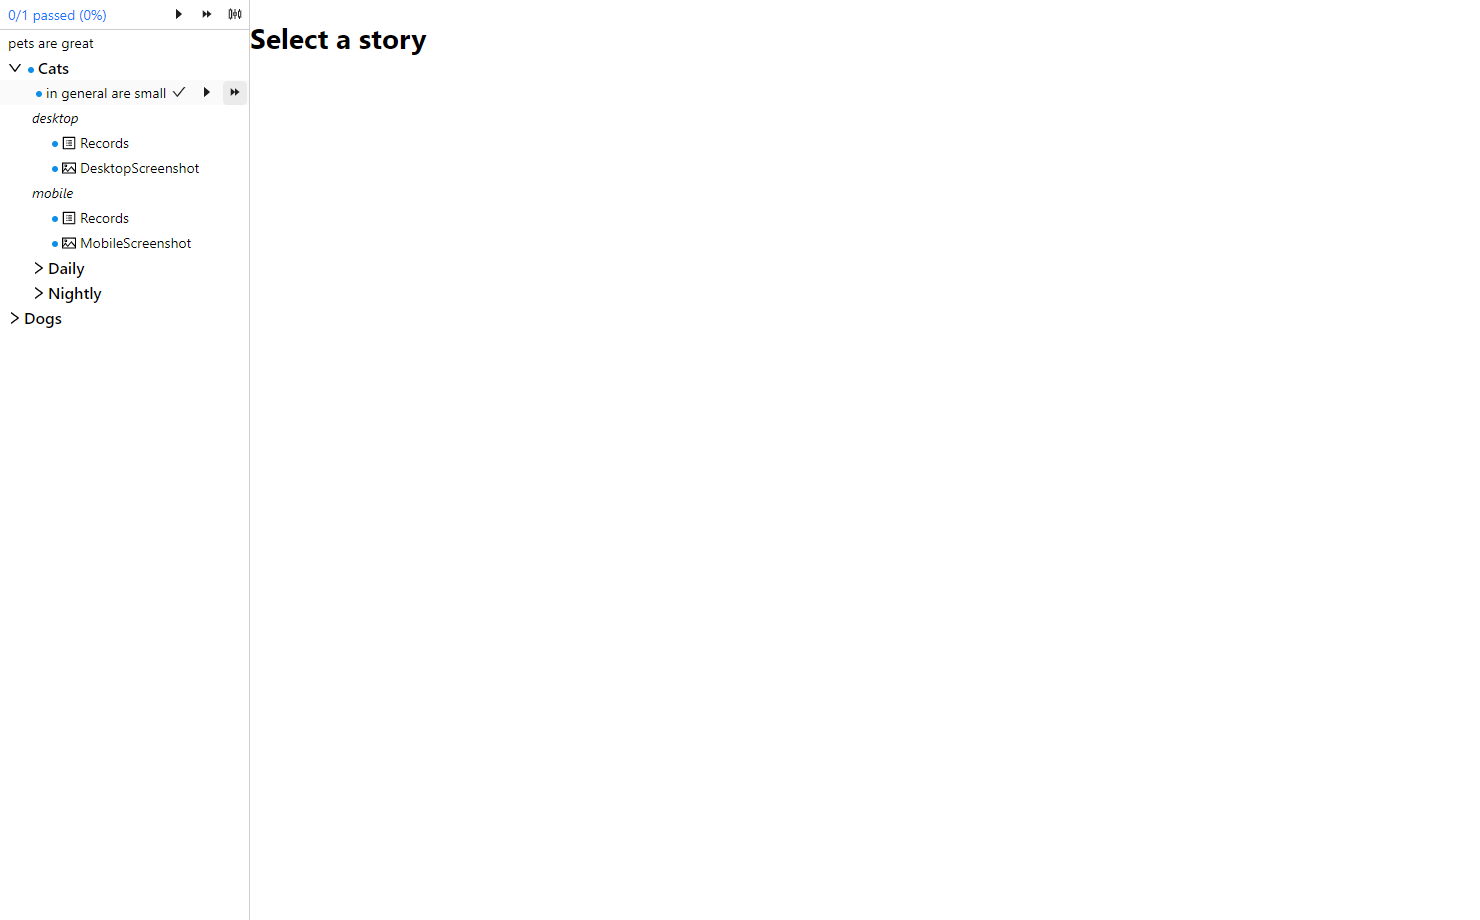 0/1 passed (0%)
Select a story
pets are great
Cats
in general are small
desktop
Records
DesktopScreenshot
mobile
Records
MobileScreenshot
Daily
Nightly
Dogs